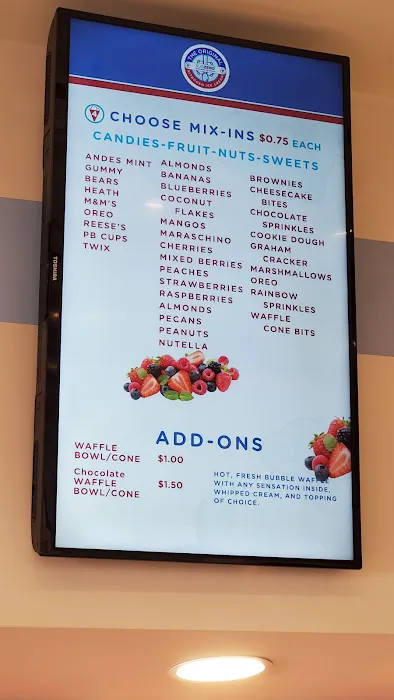 THE ORIGINAL
4 CHOOSE MIX-INS $0.75 EACH
CANDIES-FRUIT-NUTS-SWEETS
ANDES MINT
GUMMY
BEARS
HEATH
M&M'S
OREO
REESE'S
PB CUPS
TWIX
ALMONDS
BANANAS
BLUEBERRIES
COCONUT
FLAKES
MANGOS
MARASCHINO
CHERRIES
MIXED BERRIES
PEACHES
STRAWBERRIES
RASPBERRIES
ALMONDS
PECANS
PEANUTS
NUTELLA
BROWNIES
CHEESECAKE
BITES
CHOCOLATE
SPRINKLES
COOKIE DOUGH
GRAHAM
CRACKER
MARSHMALLOWS
OREO
RAINBOW
SPRINKLES
WAFFLE
CONE BITS
ADD-ONS
WAFFLE
BOWL/CONE $1.00
Chocolate
WAFFLE $1.50
BOWL/CONE
HOT, FRESH BUBBLE WAFFLE
WITH ANY SENSATION INSIDE,
WHIPPED CREAM, AND TOPPING
OF CHOICE.
TOSHIBA